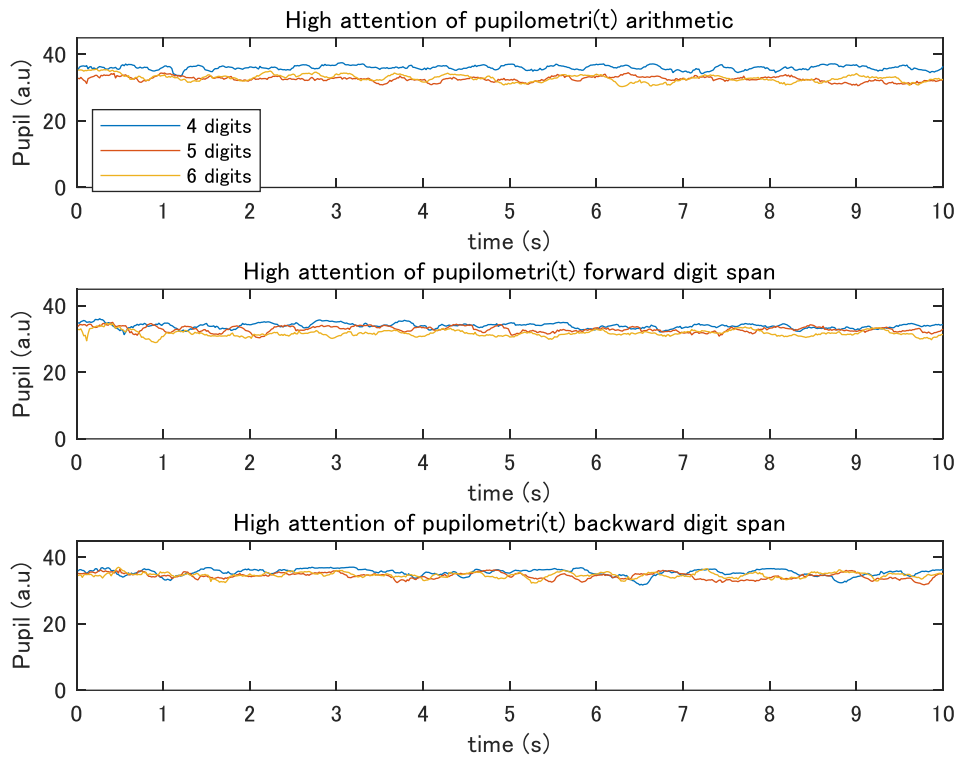 High attention of pupilometri(t) arithmetic
40
20
0
Pupil (a.u)
4 digits
5 digits
6 digits
0 1 2 3 4 5 6 7 8 9 10
time (s)
High attention of pupilometri(t) forward digit span
40
20
0
Pupil (a.u)
0 1 2 3 4 5 6 7 8 9 10
time (s)
High attention of pupilometri(t) backward digit span
40
20
0
Pupil (a.u)
0 1 2 3 4 5 6 7 8 9 10
time (s)